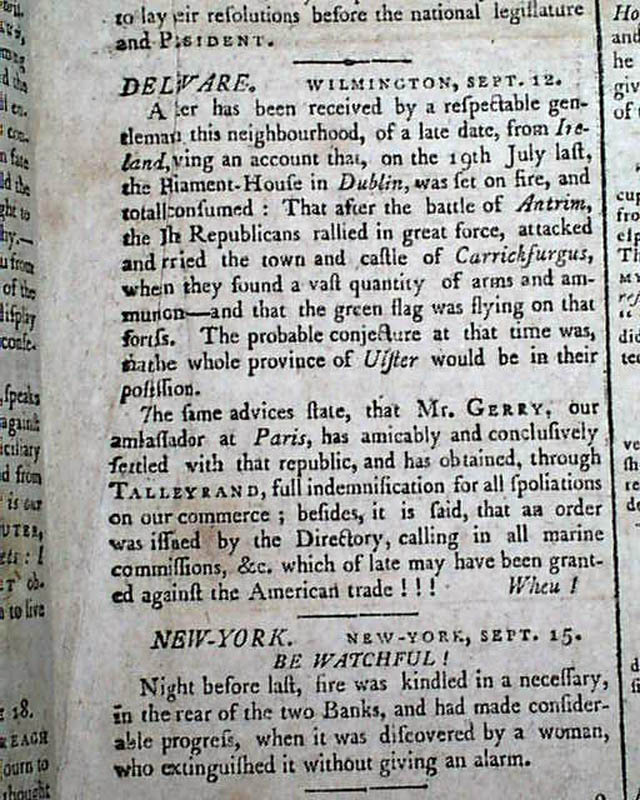 to lay eir reſolutions before the national legiſlature
and P.SIDENT.
DELWARE. WILMINGTON, SEPT. 12.
A ter has been received by a reſpectable gen-
tleman this neighbourhood, of a late date, from Ire-
land, ving an account that, on the 19th July laſt,
the Riament-Houſe in Dublin, was ſet on fire, and
totall conſumed : That after the battle of Antrim,
the Ih Republicans rallied in great force, attacked
and rried the town and caſtle of Carrickfurgus,
when they found a vaſt quantity of arms and am-
munion—and that the green flag was flying on that
fortſs. The probable conjecture at that time was,
that he whole province of Ulſter would be in their
poſſſſion.
The ſame advices ſtate, that Mr. GERRY, our
ambaſſador at Paris, has amicably and concluſively
ſettled with that republic, and has obtained, through
TALLEYRAND, full indemnification for all ſpoliations
on our commerce ; beſides, it is ſaid, that an order
was iſſued by the Directory, calling in all marine
commiſſions, &c. which of late may have been grant-
ed againſt the American trade ! ! ! Wheu !
NEW-YORK. NEW-YORK, SEPT. 15.
BE WATCHFUL !
Night before laſt, fire was kindled in a neceſſary,
in the rear of the two Banks, and had made conſider-
able progreſs, when it was diſcovered by a woman,
who extinguiſhed it without giving an alarm.